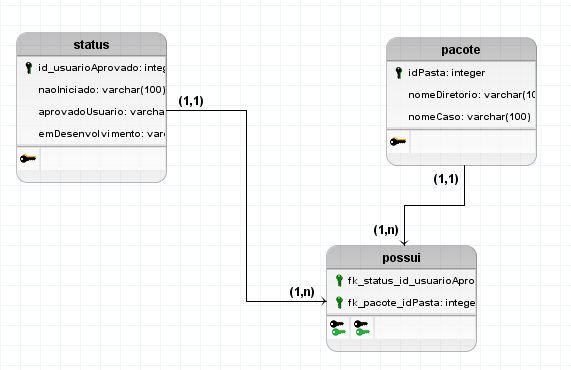 status
id_usuarioAprovado: integ
naoIniciado: varchar(100)
aprovadoUsuario: varcha
emDesenvolvimento: varc
pacote
idPasta: integer
nomeDiretorio: varchar(10
nomeCaso: varchar(100)
(1,1)
(1,1)
(1,n)
(1,n)
possui
fk_status_id_usuarioApro
fk_pacote_idPasta: intege